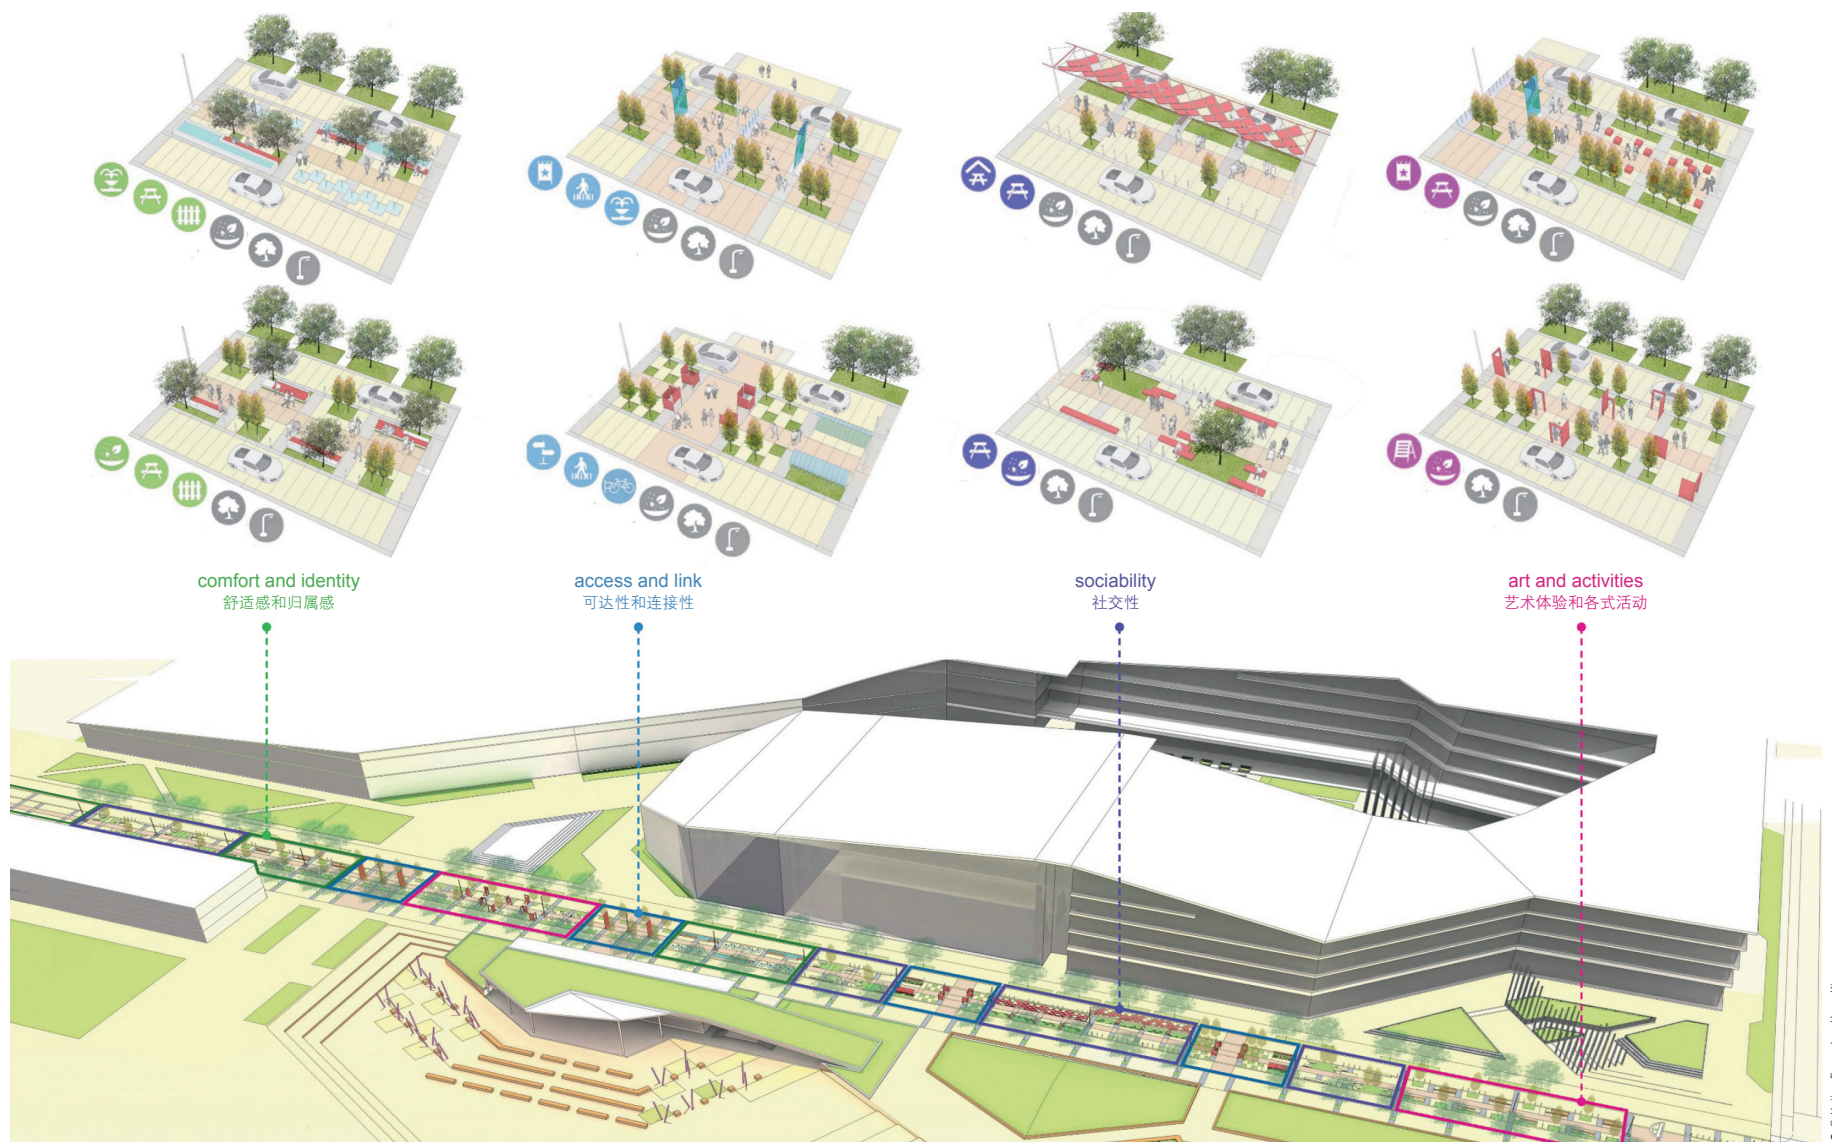 comfort and identity
舒适感和归属感
access and link
可达性和连接性
sociability
社交性
art and activities
艺术体验和各式活动